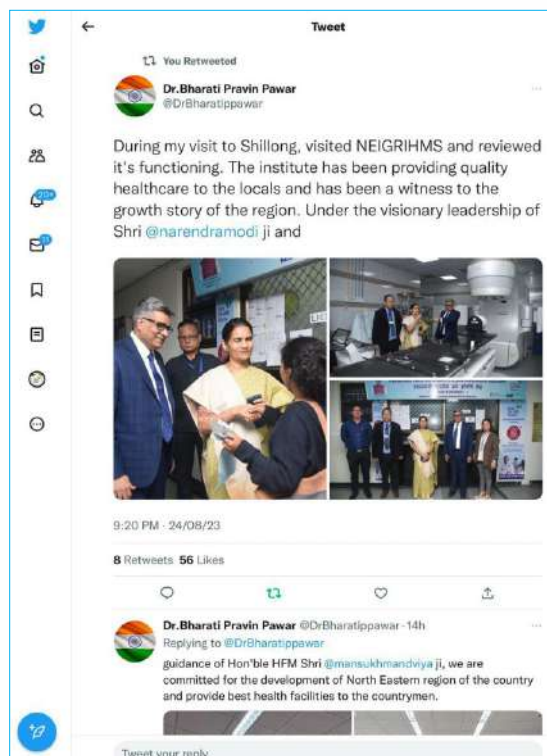 Tweet
You Retweeted
Dr.Bharati Pravin Pawar
@DrBharatippawar
During my visit to Shillong, visited NEIGRIHMS and reviewed
it's functioning. The institute has been providing quality
healthcare to the locals and has been a witness to the
growth story of the region. Under the visionary leadership of
Shri @narendramodi ji and
9:20 PM · 24/08/23
8 Retweets 56 Likes
Dr.Bharati Pravin Pawar @DrBharatippawar · 14h
Replying to @DrBharatippawar
guidance of Hon'ble HFM Shri @mansukhmandviya ji, we are
committed for the development of North Eastern region of the country
and provide best health facilities to the countrymen.
Tweet your reply
20+
11